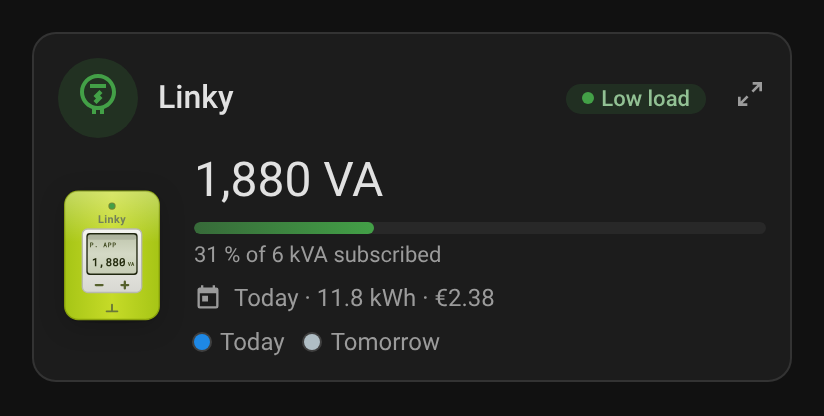 Linky
Low load
1,880 VA
Linky
P. APP
1,880 VA
31 % of 6 kVA subscribed
Today · 11.8 kWh · €2.38
Today
Tomorrow